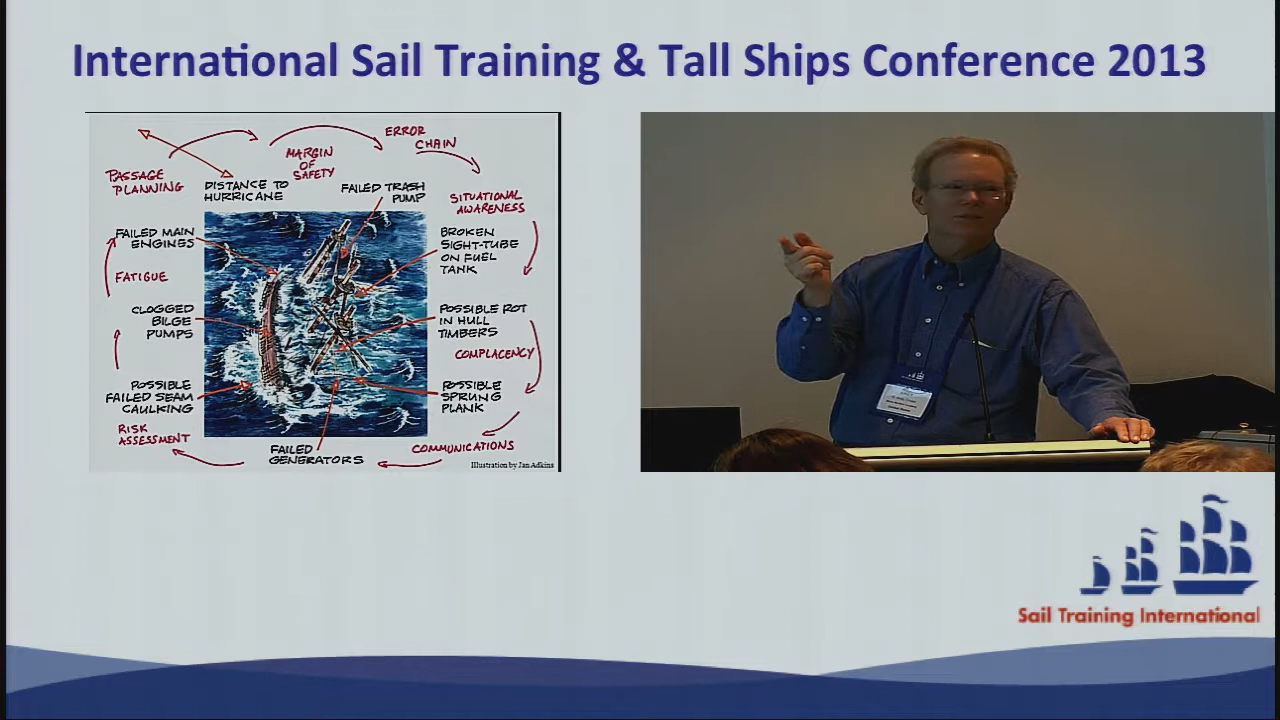 International Sail Training & Tall Ships Conference 2013
ERROR
CHAIN
MARGIN
OF
SAFETY
PASSAGE
PLANNING
DISTANCE TO
HURRICANE
FAILED TRASH
PUMP
SITUATIONAL
AWARENESS
FAILED MAIN
ENGINES
BROKEN
SIGHT-TUBE
ON FUEL
TANK
FATIGUE
CLOGGED
BILGE
PUMPS
POSSIBLE ROT
IN HULL
TIMBERS
COMPLACENCY
POSSIBLE
FAILED SEAM
CAULKING
POSSIBLE
SPRUNG
PLANK
RISK
ASSESSMENT
FAILED
GENERATORS
COMMUNICATIONS
Illustration by Jan Adkins
Sail Training International